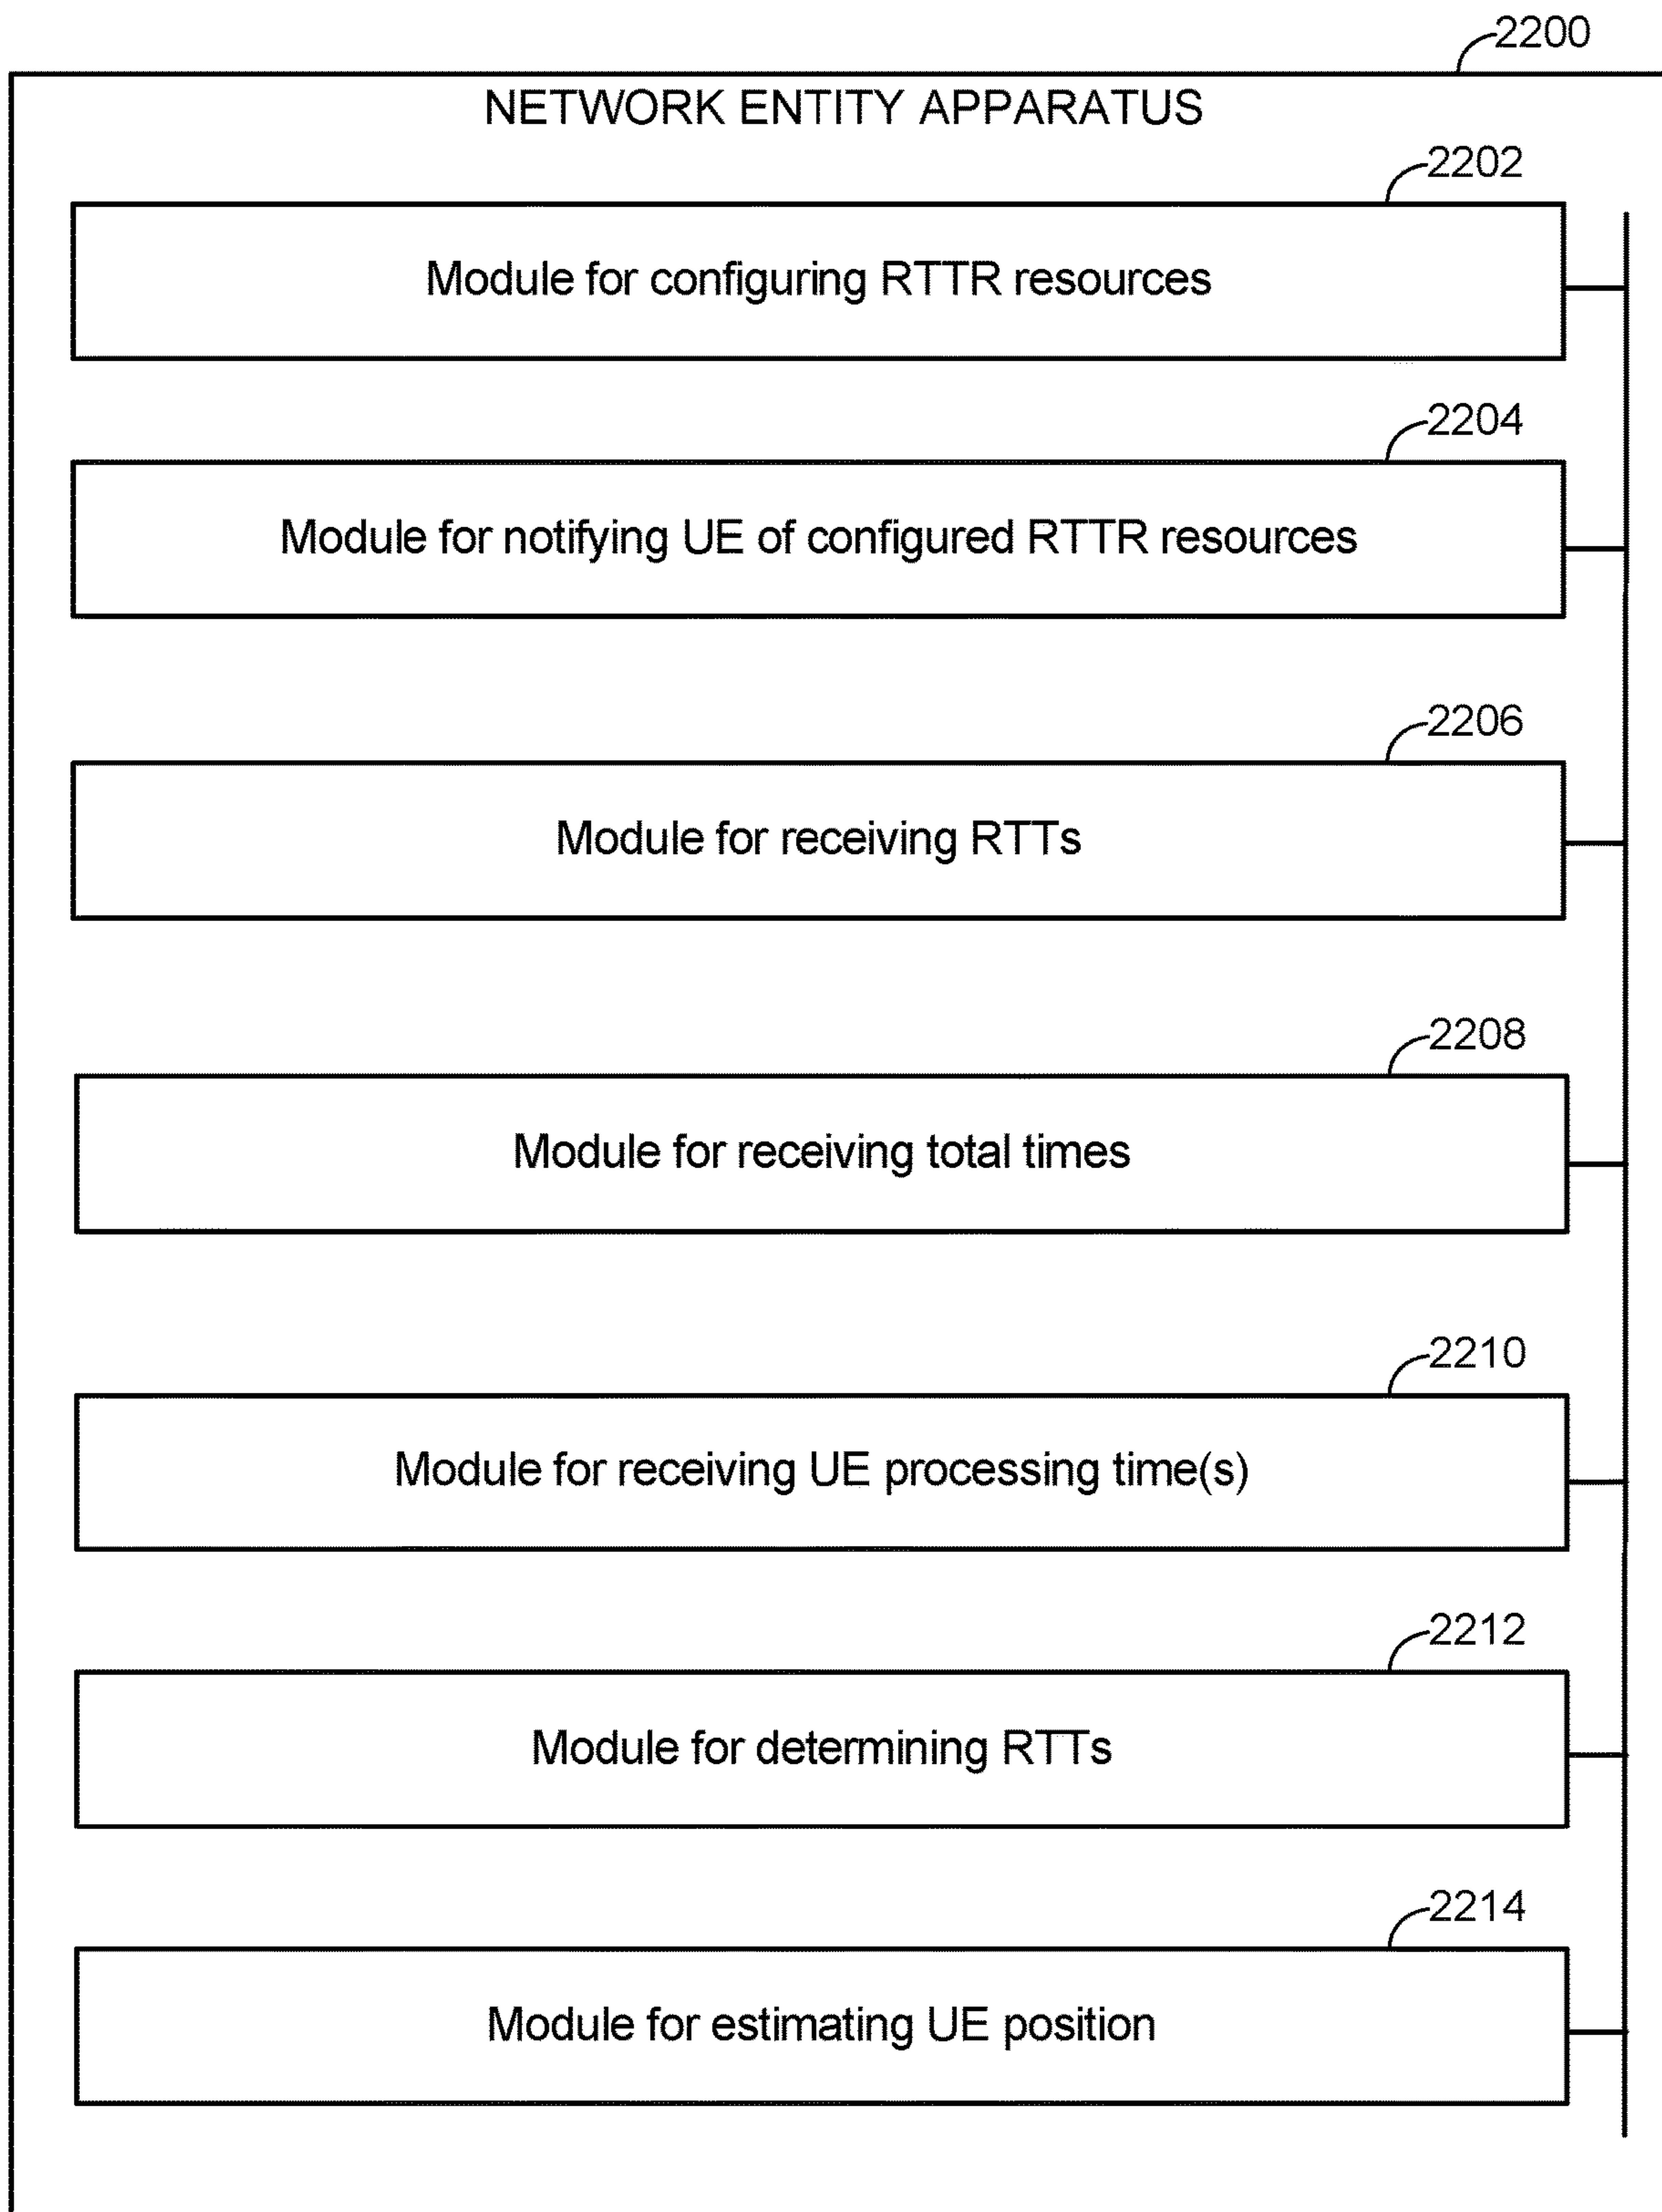 2200
NETWORK ENTITY APPARATUS
2202
Module for configuring RTTR resources
2204
Module for notifying UE of configured RTTR resources
2206
Module for receiving RTTs
2208
Module for receiving total times
2210
Module for receiving UE processing time(s)
2212
Module for determining RTTs
2214
Module for estimating UE position